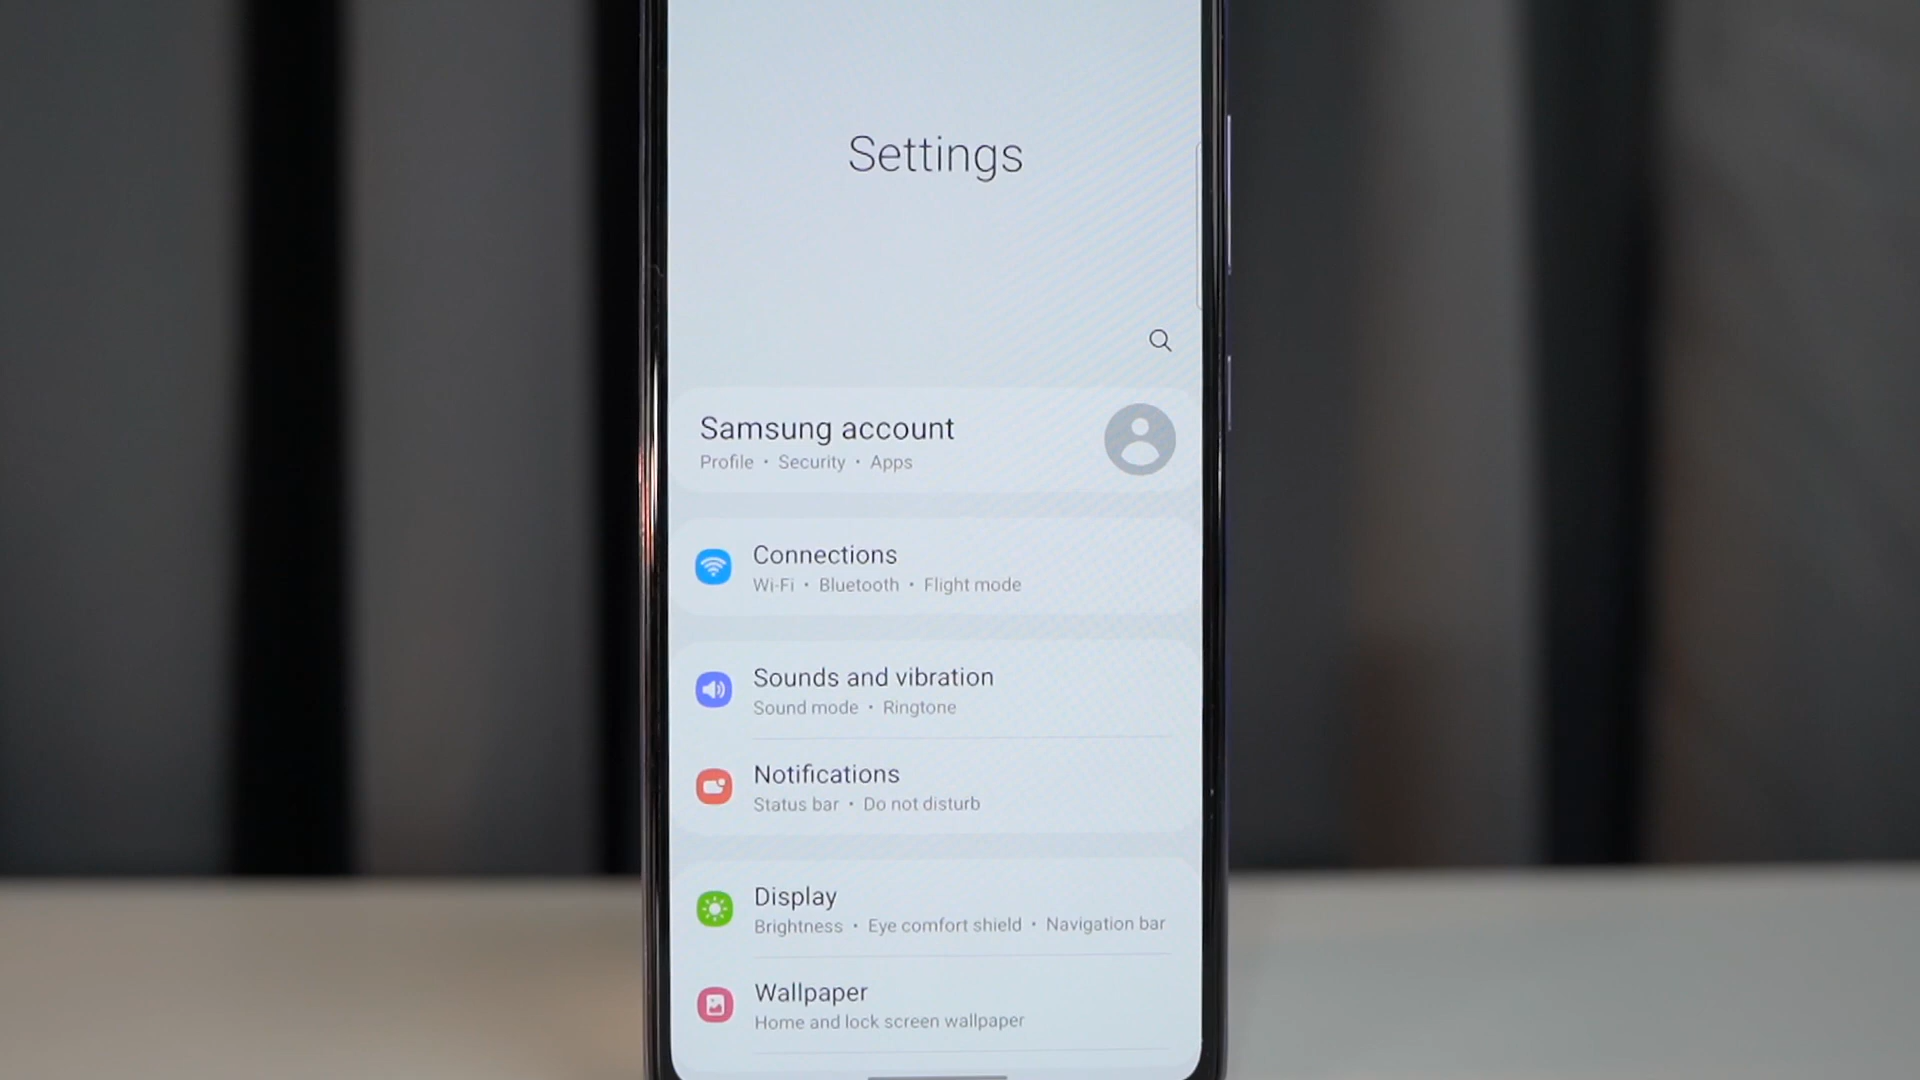 Settings
Samsung account
Profile • Security • Apps
Connections
Wi-Fi • Bluetooth • Flight mode
Sounds and vibration
Sound mode • Ringtone
Notifications
Status bar • Do not disturb
Display
Brightness • Eye comfort shield • Navigation bar
Wallpaper
Home and lock screen wallpaper